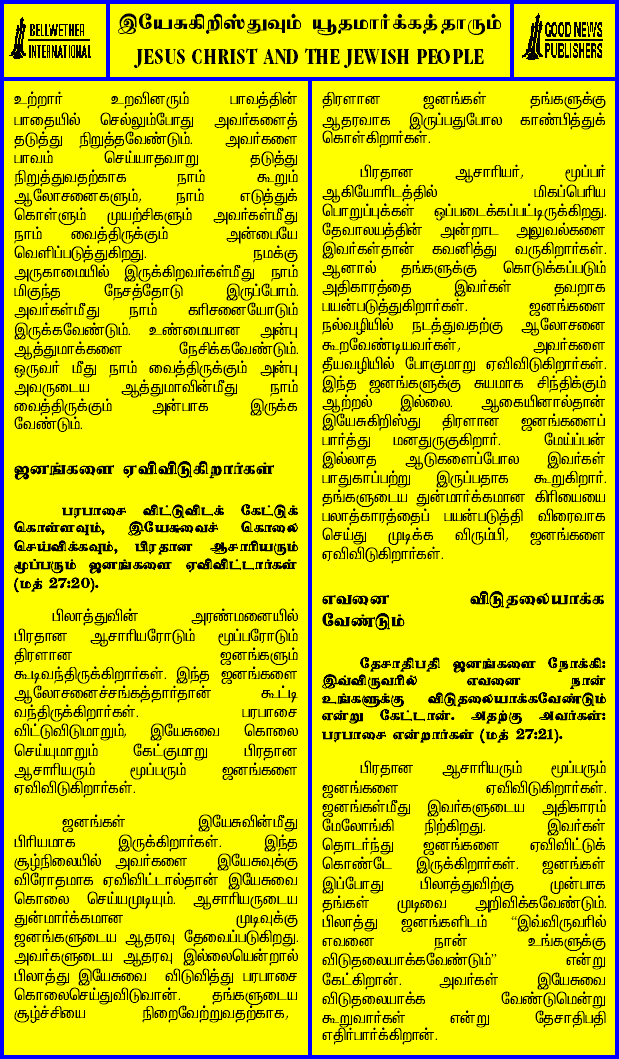 BELLWETHER
INTERNATIONAL
இயேசுகிறிஸ்துவும் யூதமார்க்கத்தாரும்
JESUS CHRIST AND THE JEWISH PEOPLE
GOOD NEWS
PUBLISHERS
உற்றார் உறவினரும் பாவத்தின்
பாதையில் செல்லும்போது அவர்களைத்
தடுத்து நிறுத்தவேண்டும். அவர்களை
பாவம் செய்யாதவாறு தடுத்து
நிறுத்துவதற்காக நாம் கூறும்
ஆலோசனைகளும், நாம் எடுத்துக்
கொள்ளும் முயற்சிகளும் அவர்கள்மீது
நாம் வைத்திருக்கும் அன்பையே
வெளிப்படுத்துகிறது. நமக்கு
அருகாமையில் இருக்கிறவர்கள்மீது நாம்
மிகுந்த நேசத்தோடு இருப்போம்.
அவர்கள்மீது நாம் கரிசனையோடும்
இருக்கவேண்டும். உண்மையான அன்பு
ஆத்துமாக்களை நேசிக்கவேண்டும்.
ஒருவர் மீது நாம் வைத்திருக்கும் அன்பு
அவருடைய ஆத்துமாவின்மீது நாம்
வைத்திருக்கும் அன்பாக இருக்க
வேண்டும்.
ஜனங்களை ஏவிவிடுகிறார்கள்
பரபாசை விட்டுவிடக் கேட்டுக்
கொள்ளவும், இயேசுவைக் கொலை
செய்விக்கவும், பிரதான ஆசாரியரும்
மூப்பரும் ஜனங்களை ஏவிவிட்டார்கள்
(மத் 27:20).
பிலாத்துவின் அரண்மனையில்
பிரதான ஆசாரியரோடும் மூப்பரோடும்
திரளான ஜனங்களும்
கூடிவந்திருக்கிறார்கள். இந்த ஜனங்களை
ஆலோசனைச்சங்கத்தார்தான் கூட்டி
வந்திருக்கிறார்கள். பரபாசை
விட்டுவிடுமாறும், இயேசுவை கொலை
செய்யுமாறும் கேட்குமாறு பிரதான
ஆசாரியரும் மூப்பரும் ஜனங்களை
ஏவிவிடுகிறார்கள்.
ஜனங்கள் இயேசுவின்மீது
பிரியமாக இருக்கிறார்கள். இந்த
சூழ்நிலையில் அவர்களை இயேசுவுக்கு
விரோதமாக ஏவிவிட்டால்தான் இயேசுவை
கொலை செய்யமுடியும். ஆசாரியருடைய
துன்மார்க்கமான முடிவுக்கு
ஜனங்களுடைய ஆதரவு தேவைப்படுகிறது.
அவர்களுடைய ஆதரவு இல்லையென்றால்
பிலாத்து இயேசுவை விடுவித்து பரபாசை
கொலைசெய்துவிடுவான். தங்களுடைய
சூழ்ச்சியை நிறைவேற்றுவதற்காக,
திரளான ஜனங்கள் தங்களுக்கு
ஆதரவாக இருப்பதுபோல காண்பித்துக்
கொள்கிறார்கள்.
பிரதான ஆசாரியர், மூப்பர்
ஆகியோரிடத்தில் மிகப்பெரிய
பொறுப்புக்கள் ஒப்படைக்கப்பட்டிருக்கிறது.
தேவாலயத்தின் அன்றாட அலுவல்களை
இவர்கள்தான் கவனித்து வருகிறார்கள்.
ஆனால் தங்களுக்கு கொடுக்கப்படும்
அதிகாரத்தை இவர்கள் தவறாக
பயன்படுத்துகிறார்கள். ஜனங்களை
நல்வழியில் நடத்துவதற்கு ஆலோசனை
கூறவேண்டியவர்கள், அவர்களை
தீயவழியில் போகுமாறு ஏவிவிடுகிறார்கள்.
இந்த ஜனங்களுக்கு சுயமாக சிந்திக்கும்
ஆற்றல் இல்லை. ஆகையினால்தான்
இயேசுகிறிஸ்து திரளான ஜனங்களைப்
பார்த்து மனதுருகுகிறார். மேய்ப்பன்
இல்லாத ஆடுகளைப்போல இவர்கள்
பாதுகாப்பற்று இருப்பதாக கூறுகிறார்.
தங்களுடைய துன்மார்க்கமான கிரியையை
பலாத்காரத்தைப் பயன்படுத்தி விரைவாக
செய்து முடிக்க விரும்பி, ஜனங்களை
ஏவிவிடுகிறார்கள்.
எவனை விடுதலையாக்க
வேண்டும்
தேசாதிபதி ஜனங்களை நோக்கி:
இவ்விருவரில் எவனை நான்
உங்களுக்கு விடுதலையாக்கவேண்டும்
என்று கேட்டான். அதற்கு அவர்கள்:
பரபாசை என்றார்கள் (மத் 27:21).
பிரதான ஆசாரியரும் மூப்பரும்
ஜனங்களை ஏவிவிடுகிறார்கள்.
ஜனங்கள்மீது இவர்களுடைய அதிகாரம்
மேலோங்கி நிற்கிறது. இவர்கள்
தொடர்ந்து ஜனங்களை ஏவிவிட்டுக்
கொண்டே இருக்கிறார்கள். ஜனங்கள்
இப்போது பிலாத்துவிற்கு முன்பாக
தங்கள் முடிவை அறிவிக்கவேண்டும்.
பிலாத்து ஜனங்களிடம் “இவ்விருவரில்
எவனை நான் உங்களுக்கு
விடுதலையாக்கவேண்டும்” என்று
கேட்கிறான். அவர்கள் இயேசுவை
விடுதலையாக்க வேண்டுமென்று
கூறுவார்கள் என்று தேசாதிபதி
எதிர்பார்க்கிறான்.